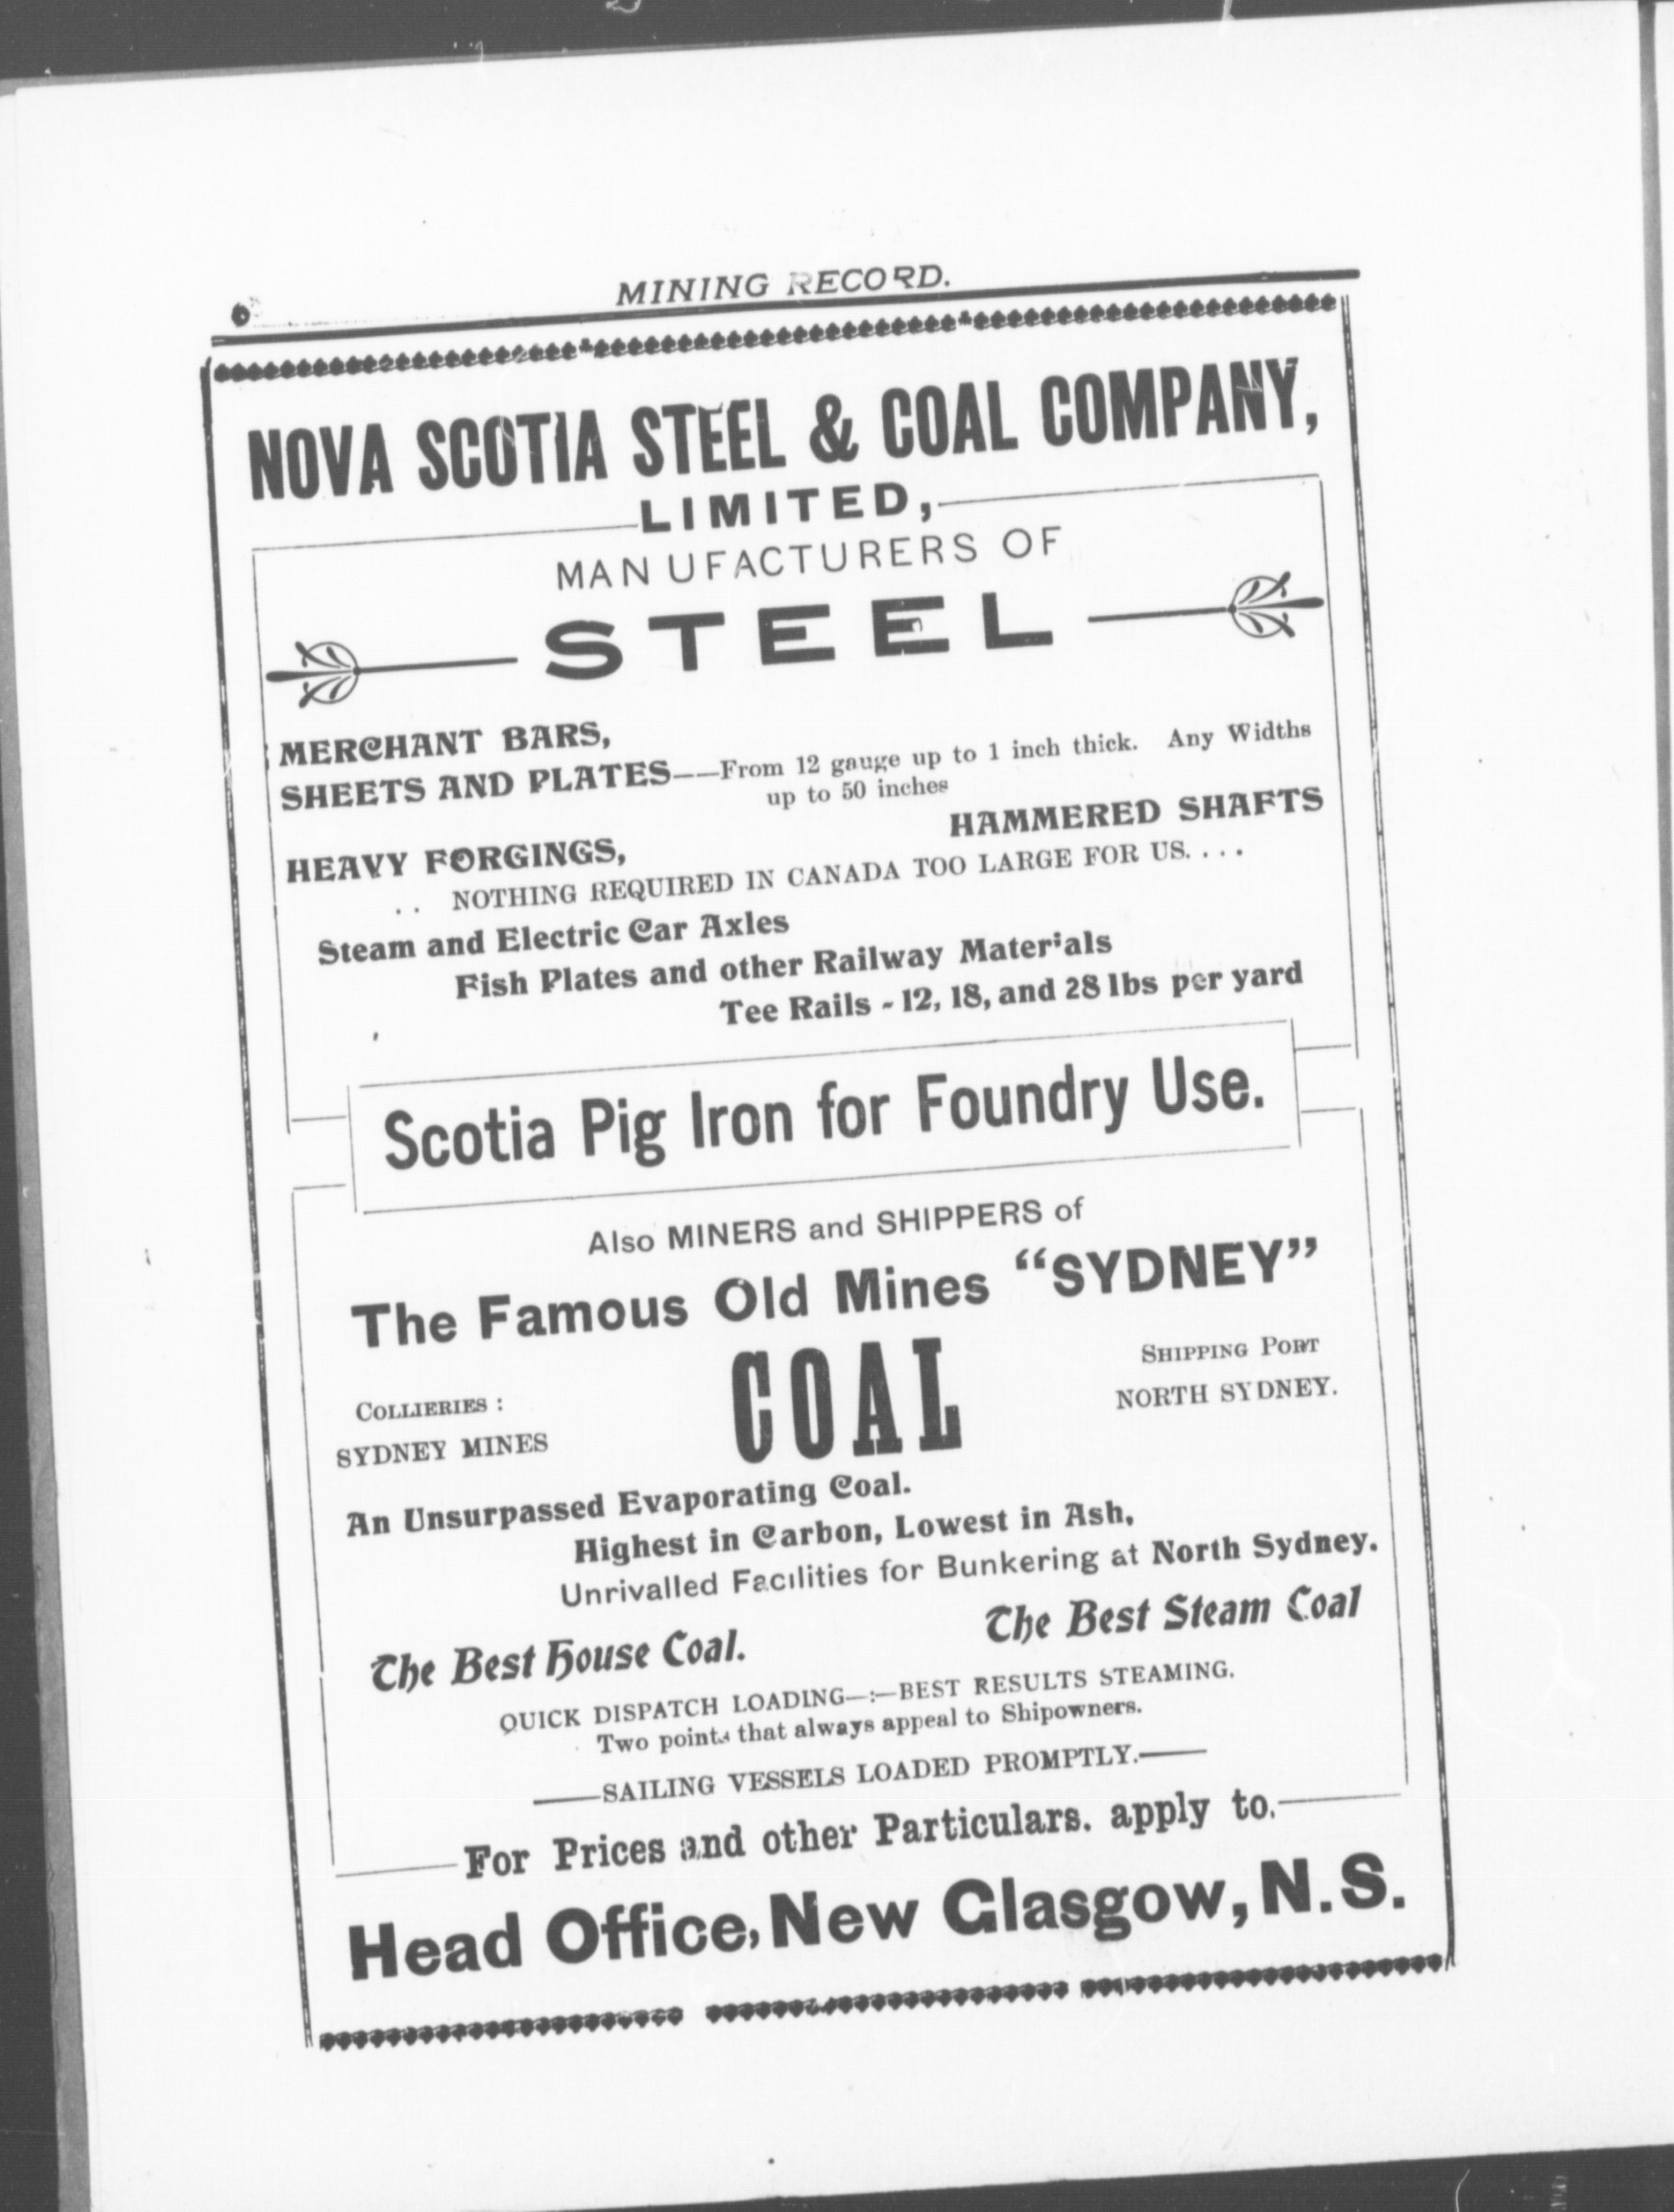 6
MINING RECORD.
NOVA SCOTIA STEEL & COAL COMPANY,
LIMITED,
MANUFACTURERS OF
STEEL
MERCHANT BARS,
SHEETS AND PLATES——From 12 gauge up to 1 inch thick. Any Widths
up to 50 inches
HEAVY FORGINGS, HAMMERED SHAFTS
. . NOTHING REQUIRED IN CANADA TOO LARGE FOR US. . . .
Steam and Electric Car Axles
Fish Plates and other Railway Materials
Tee Rails - 12, 18, and 28 lbs per yard
Scotia Pig Iron for Foundry Use.
Also MINERS and SHIPPERS of
The Famous Old Mines "SYDNEY"
COAL
COLLIERIES :
SYDNEY MINES
SHIPPING PORT
NORTH SYDNEY.
An Unsurpassed Evaporating Coal.
Highest in Carbon, Lowest in Ash,
Unrivalled Facilities for Bunkering at North Sydney.
The Best House Coal. The Best Steam Coal
QUICK DISPATCH LOADING—:—BEST RESULTS STEAMING.
Two points that always appeal to Shipowners.
——SAILING VESSELS LOADED PROMPTLY.——
For Prices and other Particulars. apply to.
Head Office, New Glasgow, N.S.